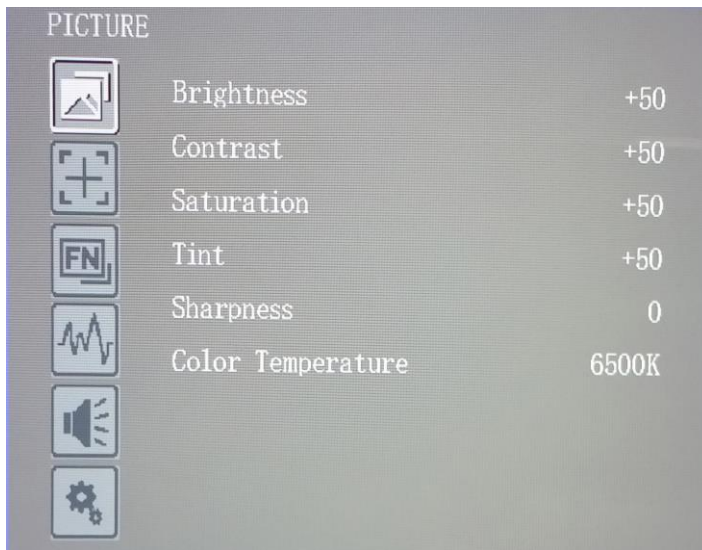 PICTURE
Brightness +50
Contrast +50
Saturation +50
Tint +50
FN
Sharpness 0
Color Temperature 6500K